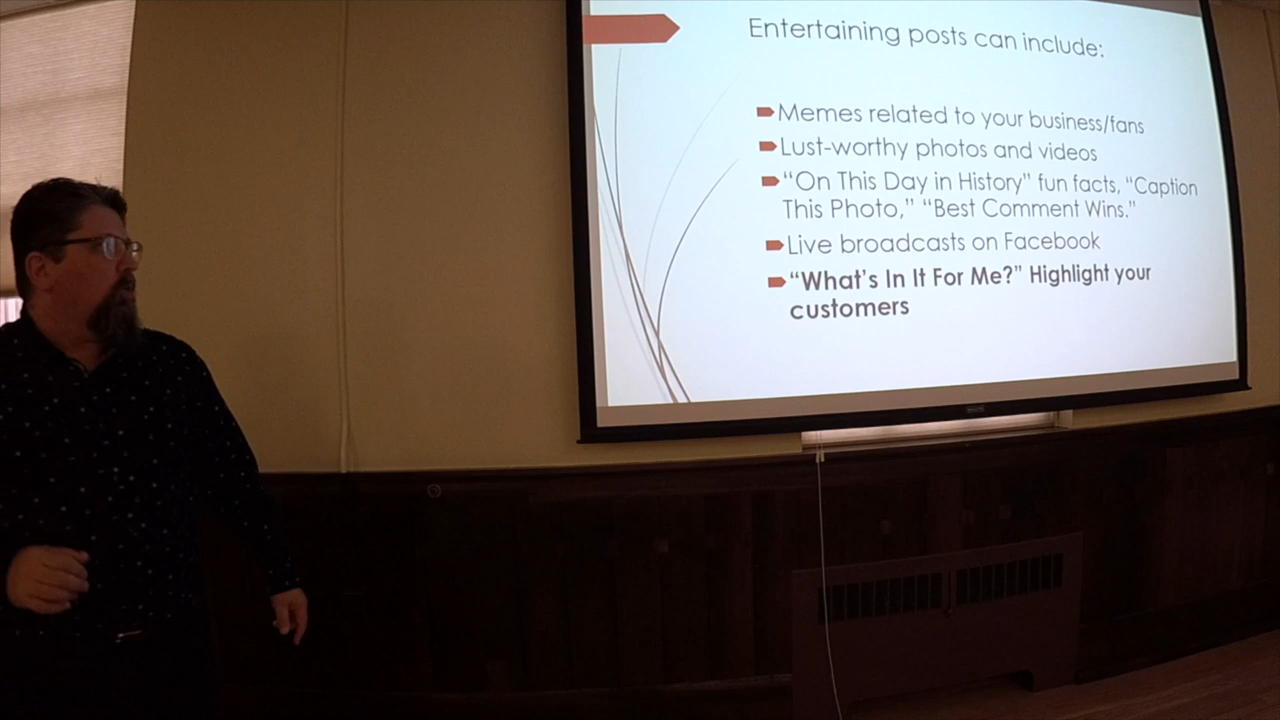 Entertaining posts can include:
Memes related to your business/fans
Lust-worthy photos and videos
“On This Day in History” fun facts, “Caption
This Photo,” “Best Comment Wins.”
Live broadcasts on Facebook
“What’s In It For Me?” Highlight your
customers